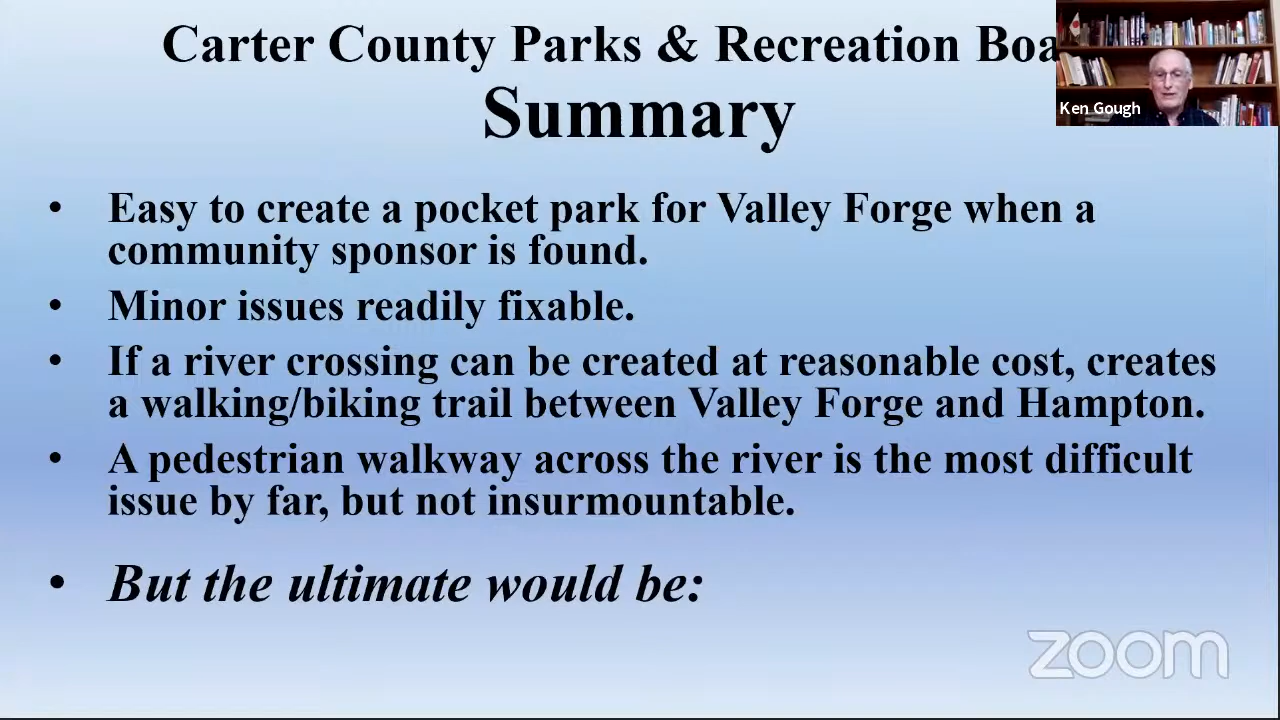 Carter County Parks & Recreation Boa
Summary
Ken Gough
• Easy to create a pocket park for Valley Forge when a
community sponsor is found.
• Minor issues readily fixable.
• If a river crossing can be created at reasonable cost, creates
a walking/biking trail between Valley Forge and Hampton.
• A pedestrian walkway across the river is the most difficult
issue by far, but not insurmountable.
• But the ultimate would be:
zoom